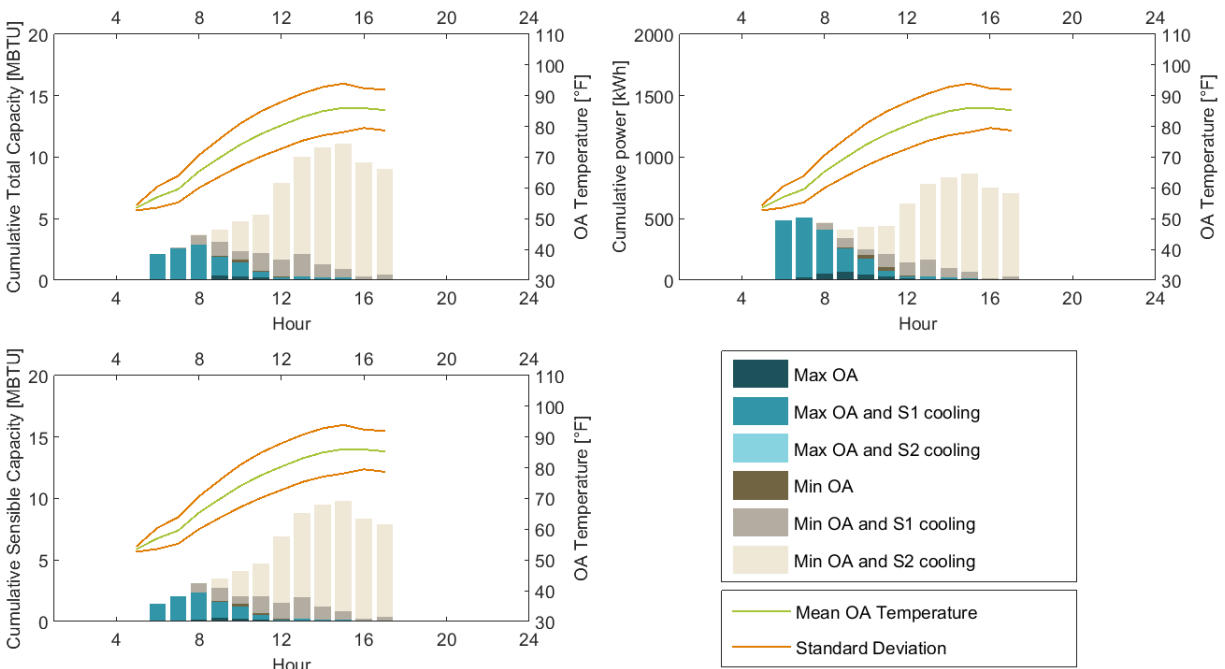 4 8 12 16 20 24
20 15 10 5 0
Cumulative Total Capacity [MBTU]
110 100 90 80 70 60 50 40 30
OA Temperature [°F]
4 8 12 16 20 24
Hour
4 8 12 16 20 24
2000 1500 1000 500 0
Cumulative power [kWh]
110 100 90 80 70 60 50 40 30
OA Temperature [°F]
4 8 12 16 20 24
Hour
4 8 12 16 20 24
20 15 10 5 0
Cumulative Sensible Capacity [MBTU]
110 100 90 80 70 60 50 40 30
OA Temperature [°F]
4 8 12 16 20 24
Hour
Max OA
Max OA and S1 cooling
Max OA and S2 cooling
Min OA
Min OA and S1 cooling
Min OA and S2 cooling
Mean OA Temperature
Standard Deviation